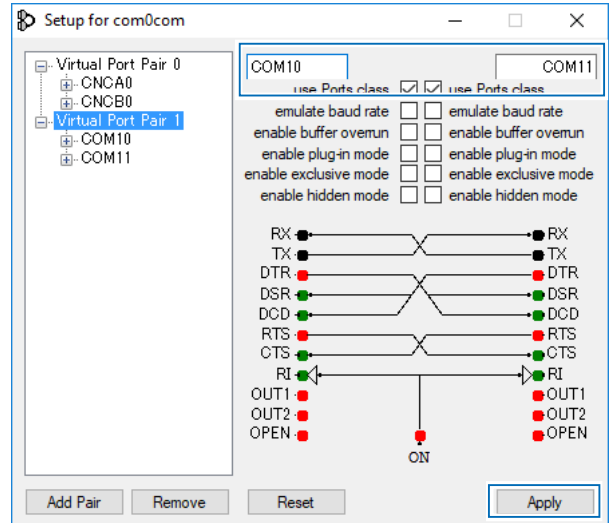 Setup for com0com
Virtual Port Pair 0
CNCA0
CNCB0
Virtual Port Pair 1
COM10
COM11
COM10 COM11
use Ports class use Ports class
emulate baud rate emulate baud rate
enable buffer overrun enable buffer overrun
enable plug-in mode enable plug-in mode
enable exclusive mode enable exclusive mode
enable hidden mode enable hidden mode
RX RX
TX TX
DTR DTR
DSR DSR
DCD DCD
RTS RTS
CTS CTS
RI RI
OUT1 OUT1
OUT2 OUT2
OPEN OPEN
ON
Add Pair Remove Reset Apply